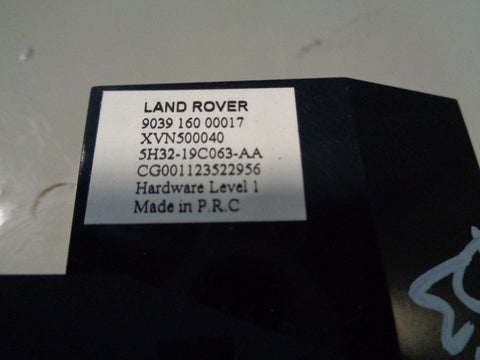 LAND ROVER
9039 160 00017
XVN500040
5H32-19C063-AA
CG001123522956
Hardware Level 1
Made in P.R.C